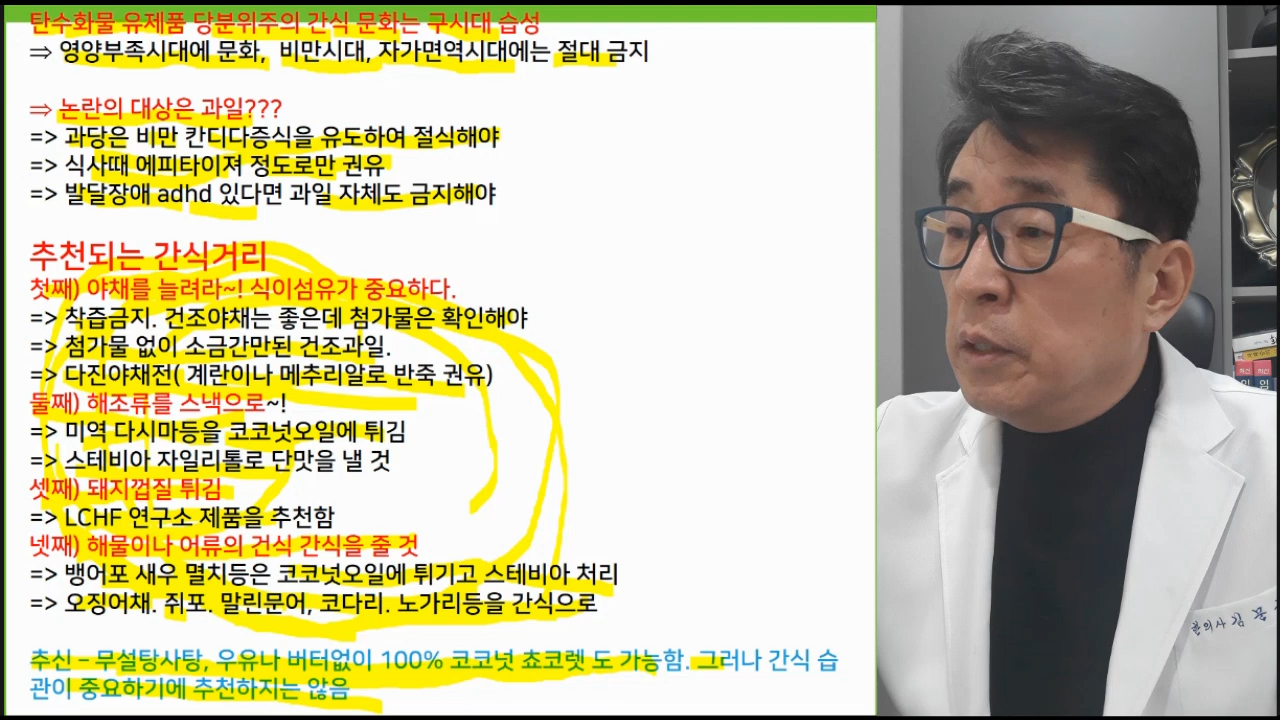 탄수화물 유제품 당분위주의 간식 문화는 구시대 습성
⇒ 영양부족시대에 문화, 비만시대, 자가면역시대에는 절대 금지
⇒ 논란의 대상은 과일???
=> 과당은 비만 칸디다증식을 유도하여 절식해야
=> 식사때 에피타이져 정도로만 권유
=> 발달장애 adhd 있다면 과일 자체도 금지해야
추천되는 간식거리
첫째) 야채를 늘려라~! 식이섬유가 중요하다.
=> 착즙금지. 건조야채는 좋은데 첨가물은 확인해야
=> 첨가물 없이 소금간만된 건조과일.
=> 다진야채전( 계란이나 메추리알로 반죽 권유)
둘째) 해조류를 스낵으로~!
=> 미역 다시마등을 코코넛오일에 튀김
=> 스테비아 자일리톨로 단맛을 낼 것
셋째) 돼지껍질 튀김
=> LCHF 연구소 제품을 추천함
넷째) 해물이나 어류의 건식 간식을 줄 것
=> 뱅어포 새우 멸치등은 코코넛오일에 튀기고 스테비아 처리
=> 오징어채. 쥐포. 말린문어, 코다리. 노가리등을 간식으로
추신 – 무설탕사탕, 우유나 버터없이 100% 코코넛 쵸코렛 도 가능함. 그러나 간식 습
관이 중요하기에 추천하지는 않음
한의사 김문